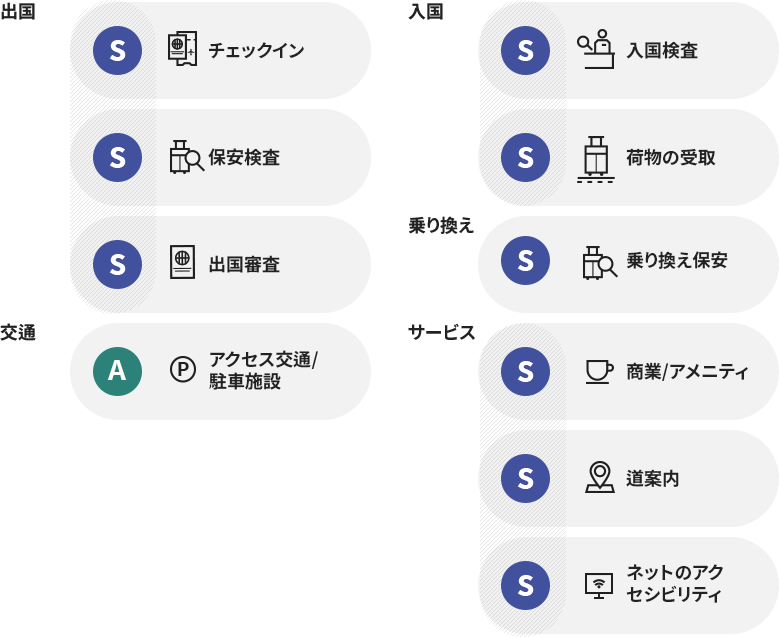 出国
S
チェックイン
S
保安検査
S
出国審査
交通
A
P
アクセス交通/
駐車施設
入国
S
入国検査
S
荷物の受取
乗り換え
S
乗り換え保安
サービス
S
商業/アメニティ
S
道案内
S
ネットのアク
セシビリティ